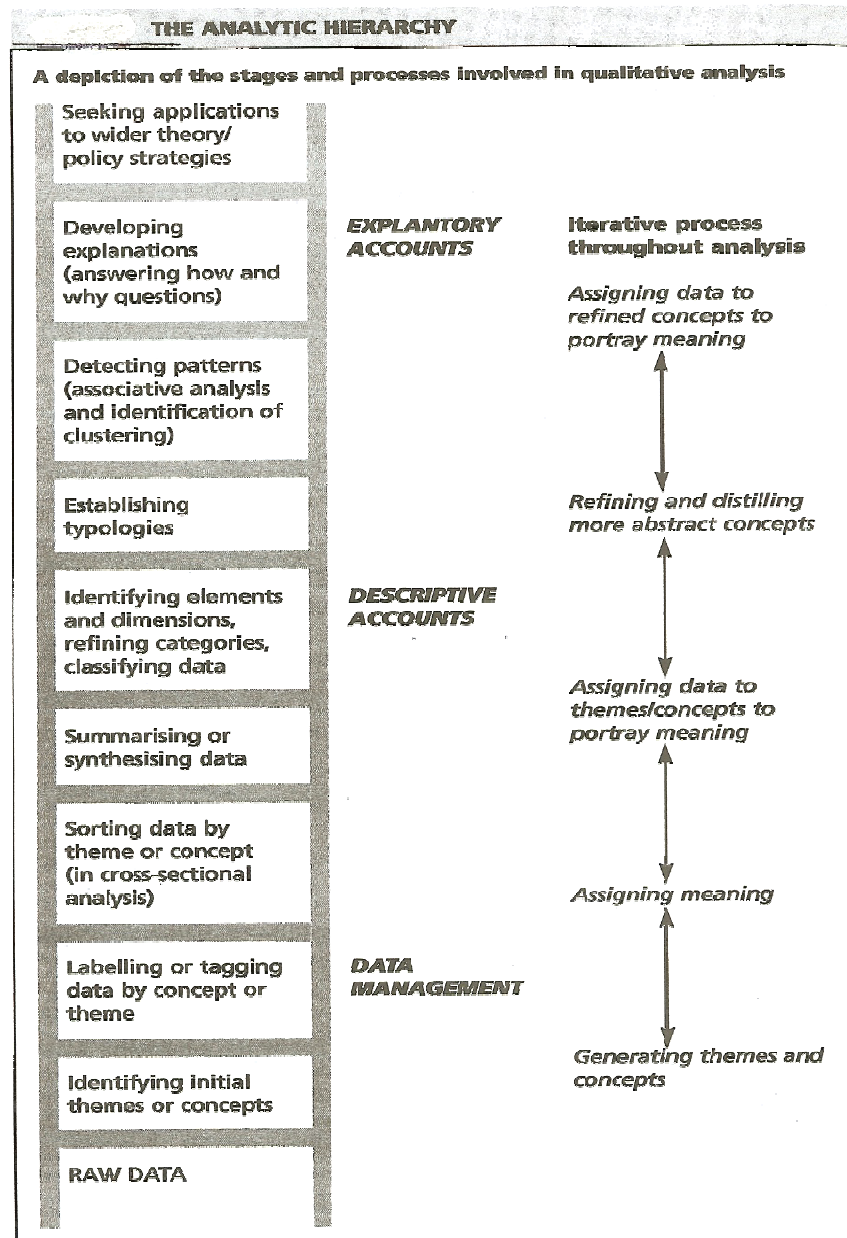 THE ANALYTIC HIERARCHY
A depiction of the stages and processes involved in qualitative analysis
Seeking applications
to wider theory/
policy strategies
Developing
explanations
(answering how and
why questions)
EXPLANTORY
ACCOUNTS
Iterative process
throughout analysis
Assigning data to
refined concepts to
portray meaning
Detecting patterns
(associative analysis
and identification of
clustering)
Establishing
typologies
Refining and distilling
more abstract concepts
Identifying elements
and dimensions,
refining categories,
classifying data
DESCRIPTIVE
ACCOUNTS
Assigning data to
themes/concepts to
portray meaning
Summarising or
synthesising data
Sorting data by
theme or concept
(in cross-sectional
analysis)
Assigning meaning
Labelling or tagging
data by concept or
theme
DATA
MANAGEMENT
Generating themes and
concepts
Identifying initial
themes or concepts
RAW DATA